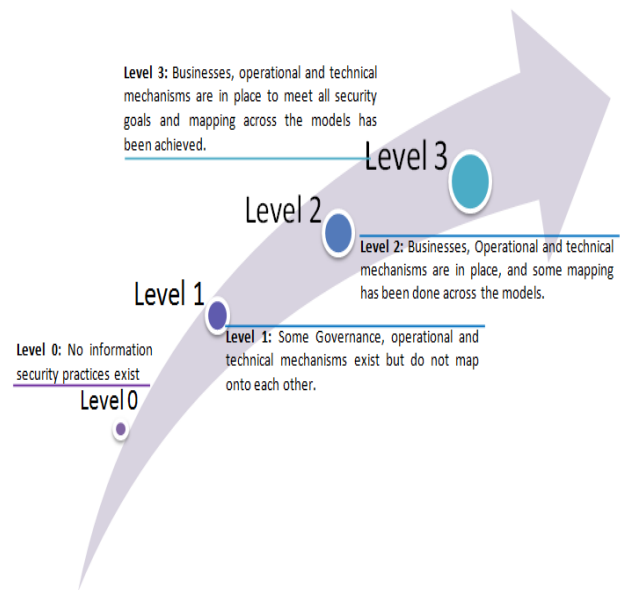 Level 3: Businesses, operational and technical
mechanisms are in place to meet all security
goals and mapping across the models has
been achieved.
Level 3
Level 2
Level 2: Businesses, Operational and technical
mechanisms are in place, and some mapping
has been done across the models.
Level 1
Level 1: Some Governance, operational and
technical mechanisms exist but do not map
onto each other.
Level 0: No information
security practices exist
Level 0